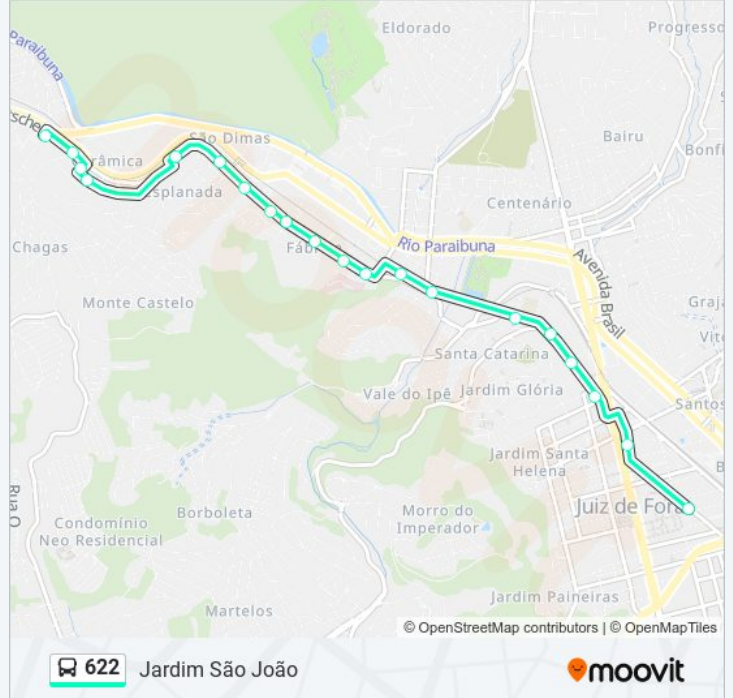 Eldorado
Progresso
Paraibuna
Bairu
Bonfi
São Dimas
râmica
Esplanada
Centenário
Chagas
Fábri
Rio Paraibuna
Avenida Brasil
Monte Castelo
Graja
Vite
Santa Catarina
Vale do Ipê
Jardim Glória
Santos
Jardim Santa
Helena
B
Rua O
Borboleta
Morro do
Imperador
Juiz de Fora
Condomínio
Neo Residencial
Martelos
Jardim Paineiras
© OpenStreetMap contributors | © OpenMapTiles
622 Jardim São João
moovit